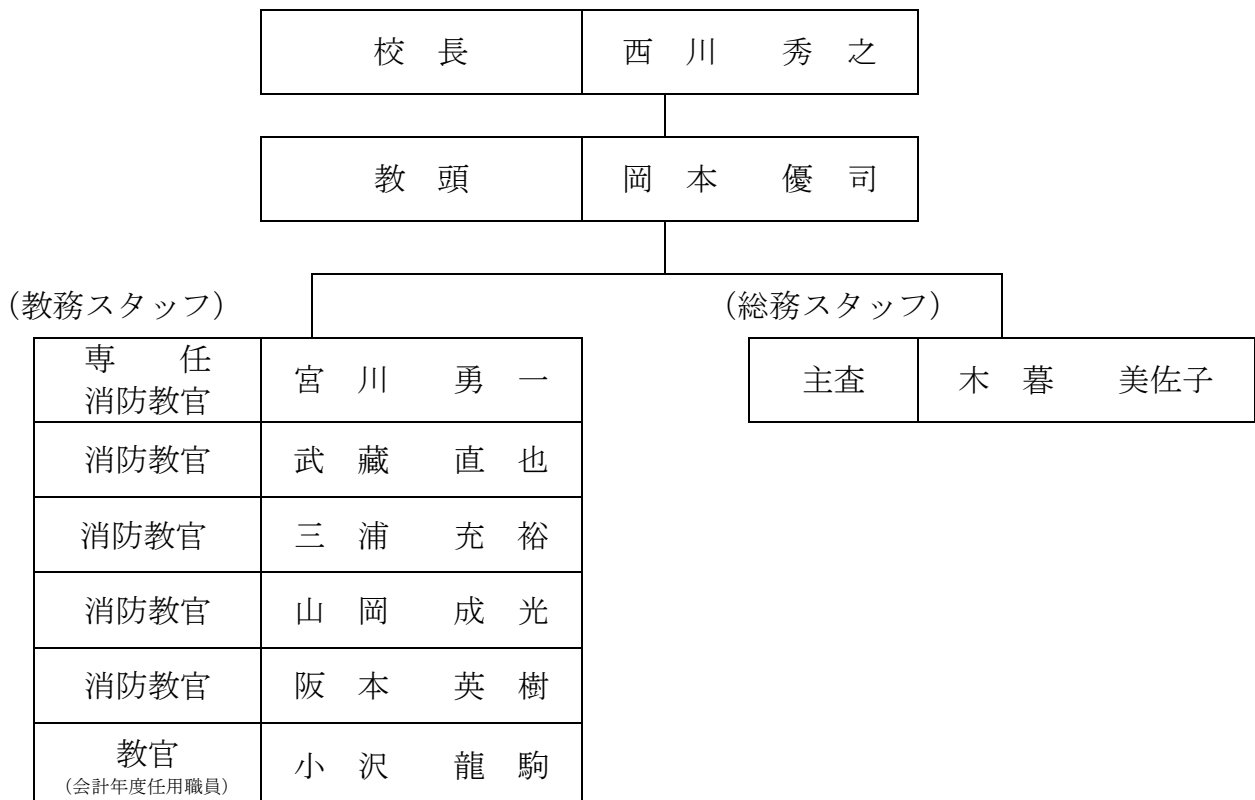 校 長 西 川 秀 之
教 頭 岡 本 優 司
(教務スタッフ)
専 任
消防教官 宮 川 勇 一
消防教官 武 藏 直 也
消防教官 三 浦 充 裕
消防教官 山 岡 成 光
消防教官 阪 本 英 樹
教官
(会計年度任用職員) 小 沢 龍 駒
(総務スタッフ)
主査 木 暮 美佐子